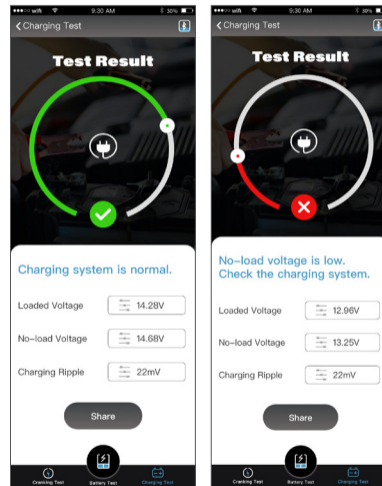 wifi 9:30 AM 30%
Charging Test
Test Result
Charging system is normal.
Loaded Voltage 14.28V
No-load Voltage 14.68V
Charging Ripple 22mV
Share
Cranking Test Battery Test Charging Test
wifi 9:30 AM 30%
Charging Test
Test Result
No-load voltage is low.
Check the charging system.
Loaded Voltage 12.96V
No-load Voltage 13.25V
Charging Ripple 22mV
Share
Cranking Test Battery Test Charging Test